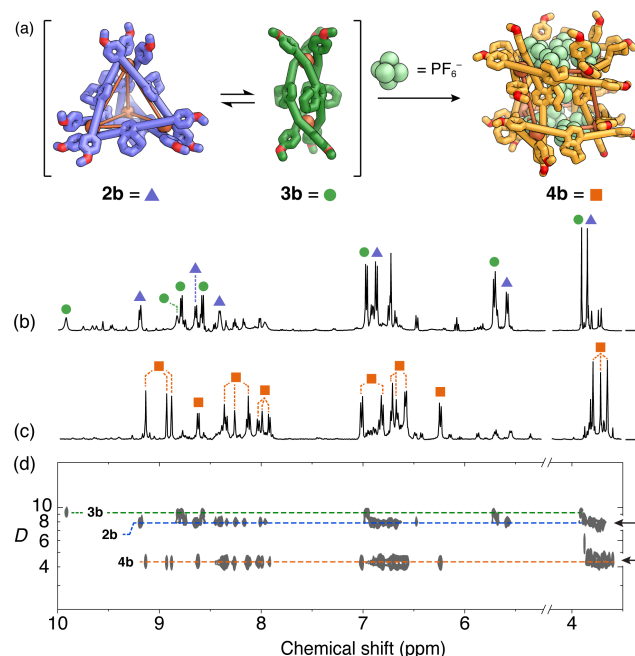 (a)
= PF₆⁻
2b = ▲
3b = ●
4b = ■
(b)
(c)
(d)
10
8
6
4
D
3b
2b
4b
10
9
8
7
6
4
Chemical shift (ppm)